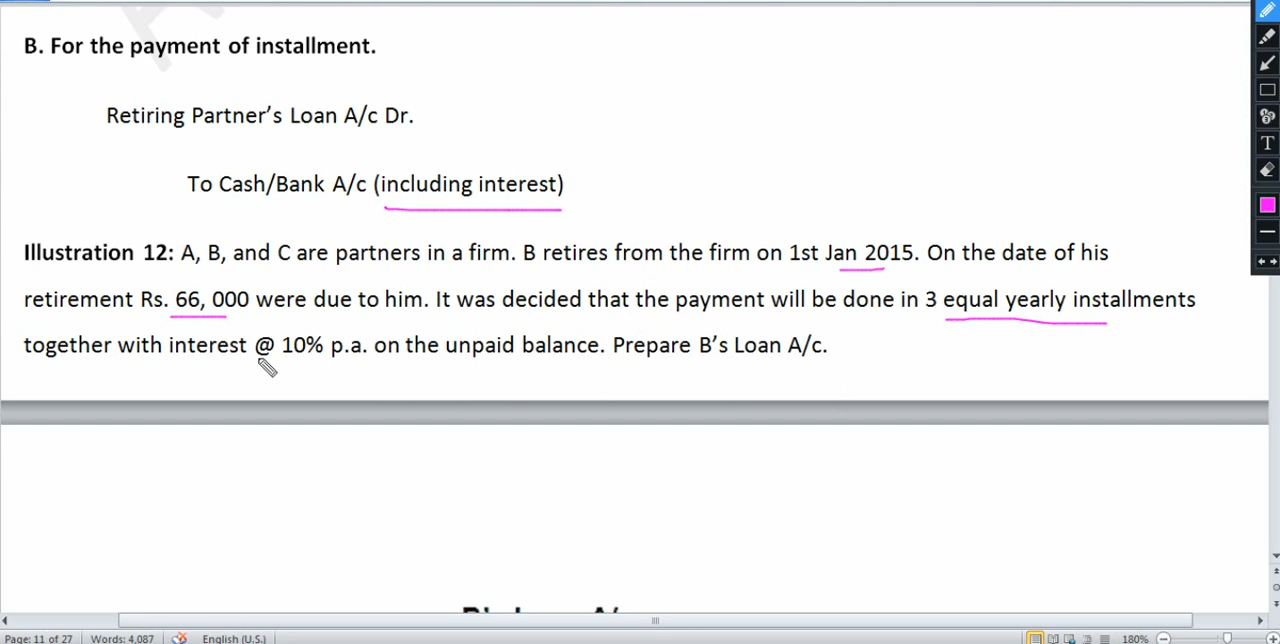 B. For the payment of installment.
Retiring Partner’s Loan A/c Dr.
To Cash/Bank A/c (including interest)
Illustration 12: A, B, and C are partners in a firm. B retires from the firm on 1st Jan 2015. On the date of his
retirement Rs. 66, 000 were due to him. It was decided that the payment will be done in 3 equal yearly installments
together with interest @ 10% p.a. on the unpaid balance. Prepare B’s Loan A/c.
Page: 11 of 27 Words: 4,087 English (U.S.) 180%